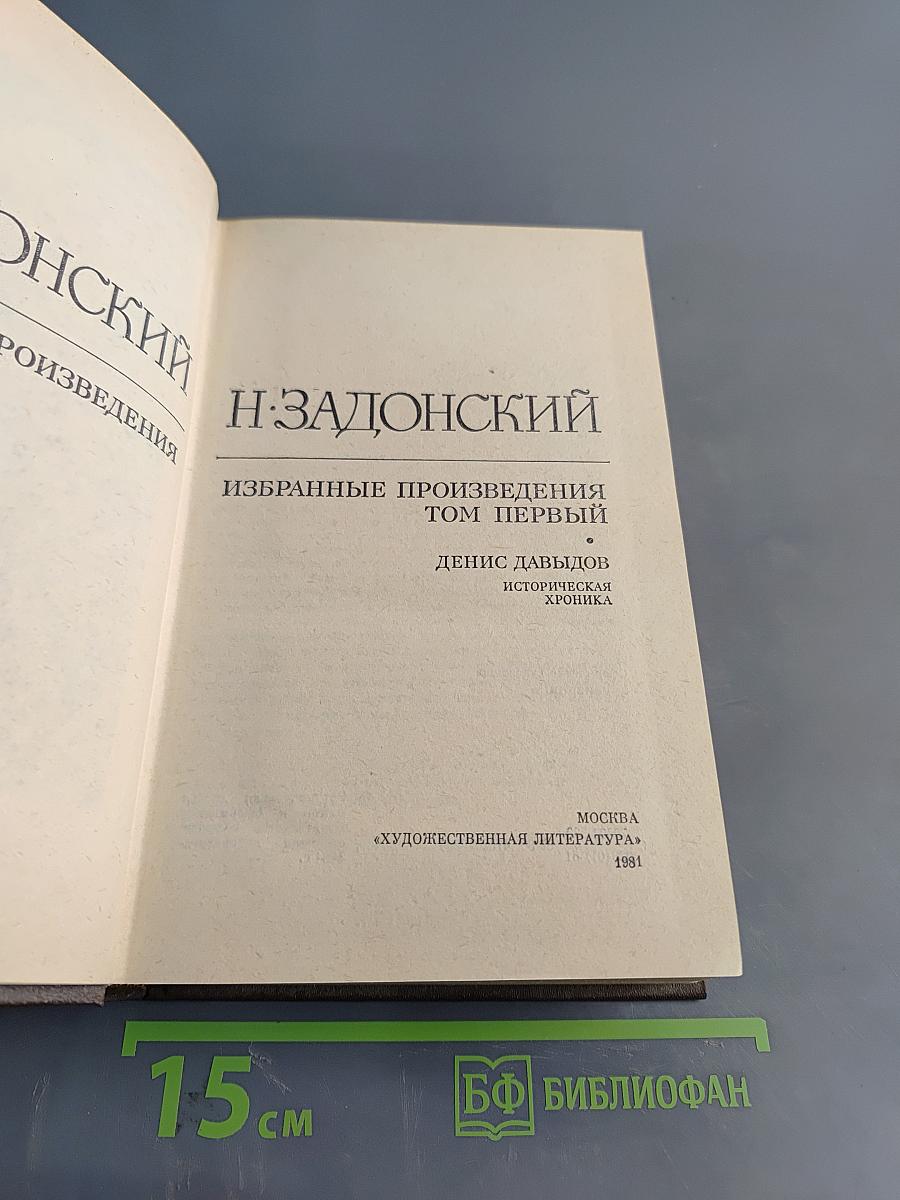 ОНСКИЙ
РОИЗВЕДЕНИЯ
Н·ЗАДОНСКИЙ
ИЗБРАННЫЕ ПРОИЗВЕДЕНИЯ
ТОМ ПЕРВЫЙ
ДЕНИС ДАВЫДОВ
ИСТОРИЧЕСКАЯ
ХРОНИКА
МОСКВА
«ХУДОЖЕСТВЕННАЯ ЛИТЕРАТУРА»
1981
15 см
БФ БИБЛИОФАН